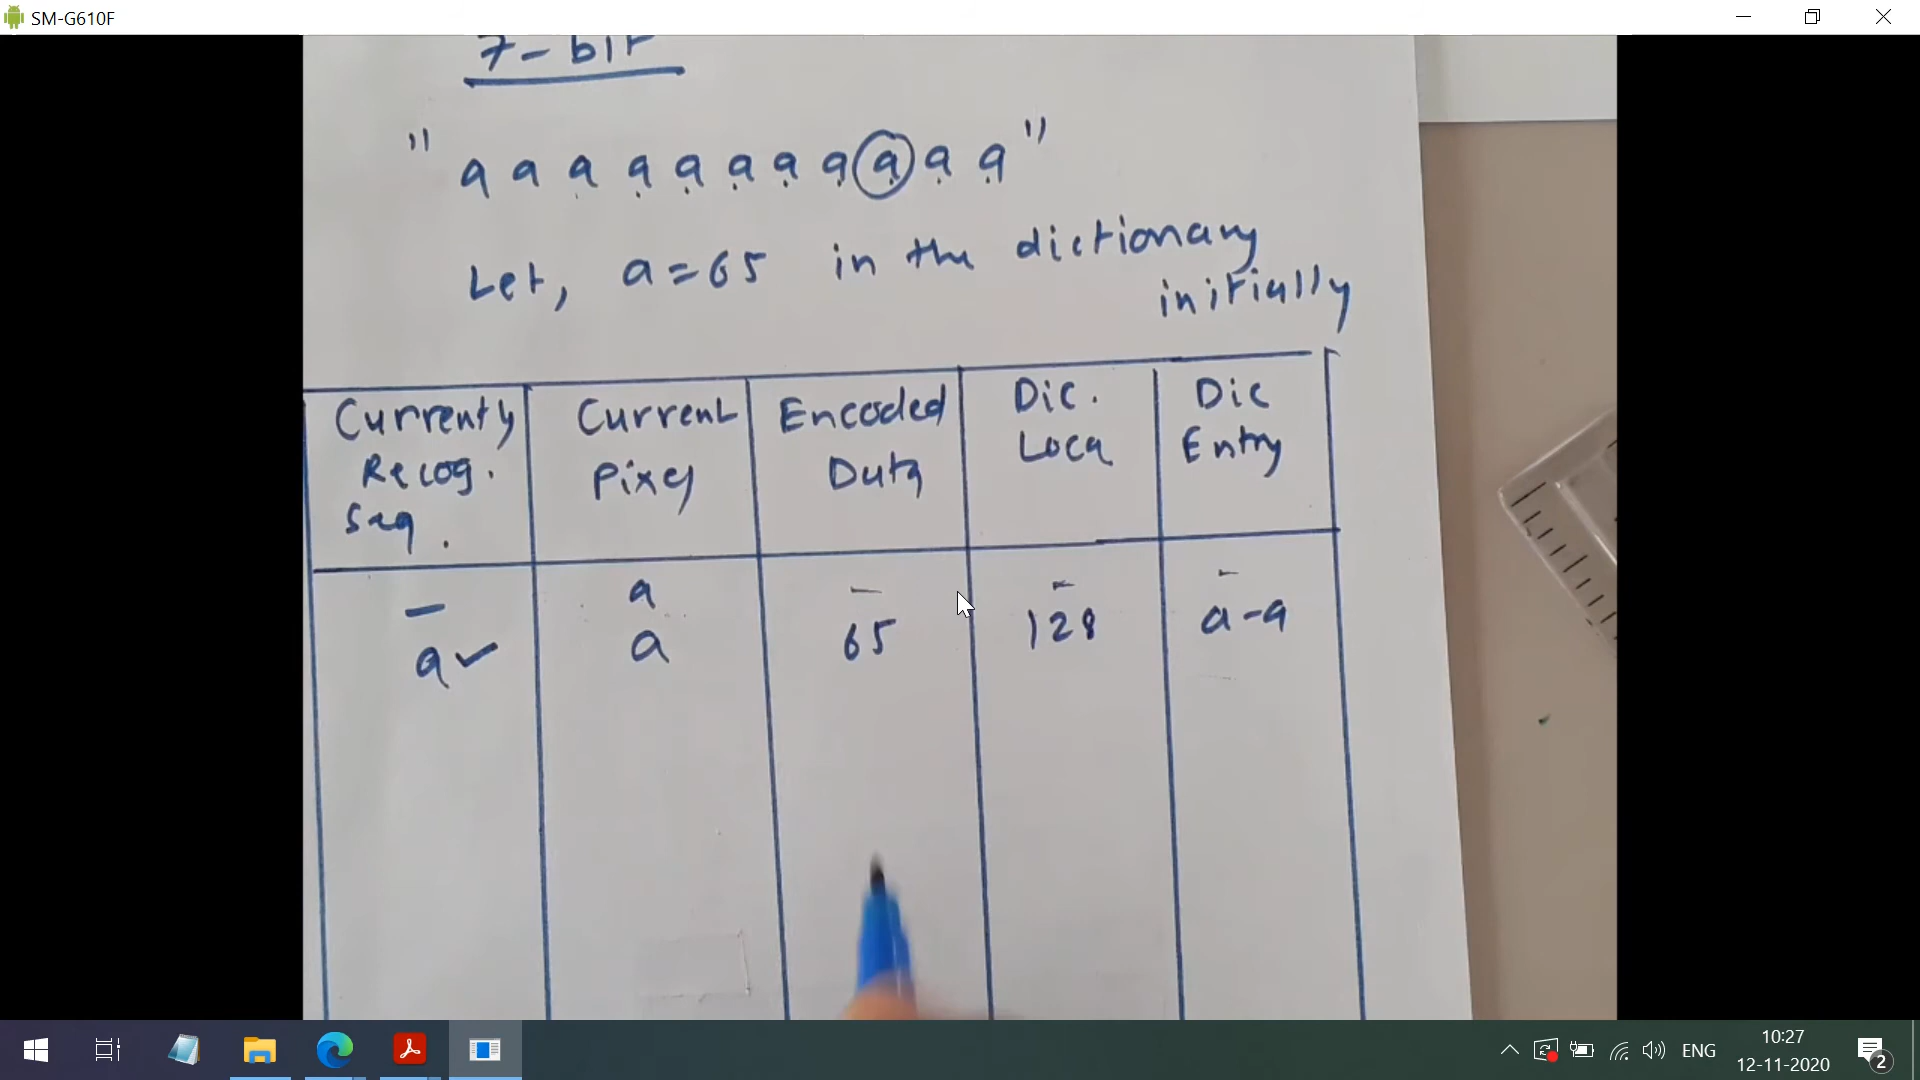 SM-G610F
7-bit
" a a a a a a a a a a a "
Let, a=65 in the dictionary
initially
Currenty Current Encoded Dic. Dic
Recog. Pixel Data Loca Entry
Seq.
– a – – –
a✓ a 65 128 a-a
ENG
10:27
12-11-2020
2